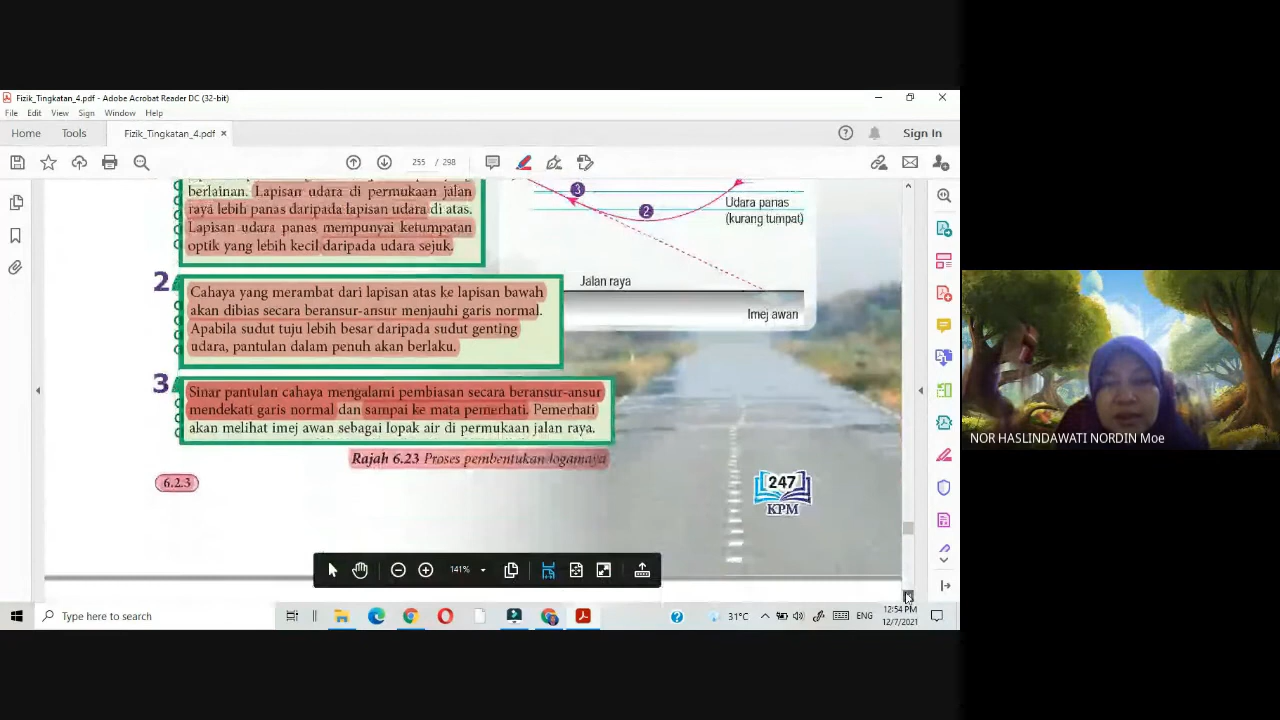 Fizik_Tingkatan_4.pdf - Adobe Acrobat Reader DC (32-bit)
File Edit View Sign Window Help
Home Tools Fizik_Tingkatan_4.pdf × Sign In
255 / 298
berlainan. Lapisan udara di permukaan jalan
raya lebih panas daripada lapisan udara di atas.
Lapisan udara panas mempunyai ketumpatan
optik yang lebih kecil daripada udara sejuk.
3
2
Udara panas
(kurang tumpat)
Jalan raya
Imej awan
2
Cahaya yang merambat dari lapisan atas ke lapisan bawah
akan dibias secara beransur-ansur menjauhi garis normal.
Apabila sudut tuju lebih besar daripada sudut genting
udara, pantulan dalam penuh akan berlaku.
3
Sinar pantulan cahaya mengalami pembiasan secara beransur-ansur
mendekati garis normal dan sampai ke mata pemerhati. Pemerhati
akan melihat imej awan sebagai lopak air di permukaan jalan raya.
Rajah 6.23 Proses pembentukan logamaya
6.2.3
247
KPM
141%
Type here to search
31°C
ENG
12:54 PM
12/7/2021
NOR HASLINDAWATI NORDIN Moe